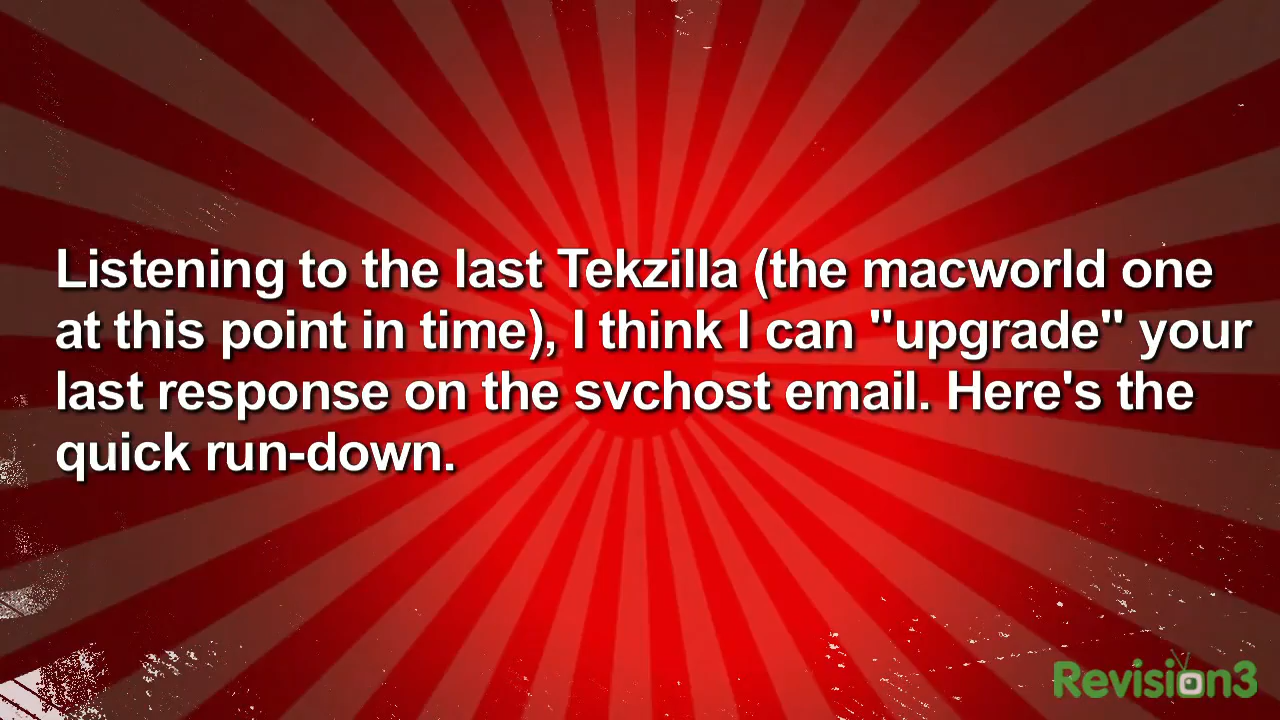 Listening to the last Tekzilla (the macworld one
at this point in time), I think I can "upgrade" your
last response on the svchost email. Here's the
quick run-down.
Revision3